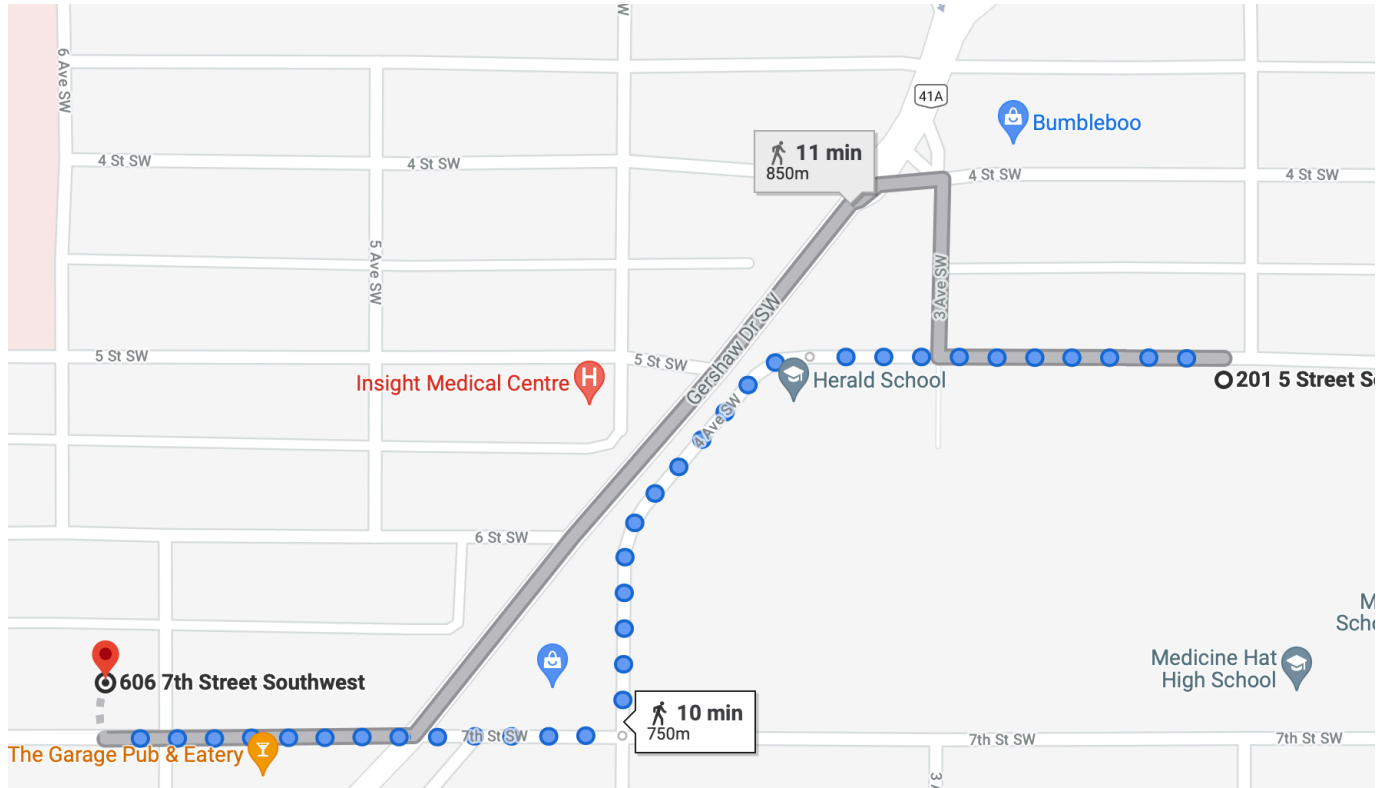 W
6 Ave SW
41A
Bumbleboo
11 min
850m
4 St SW
4 St SW
4 St SW
4 St SW
5 Ave SW
3 Ave SW
Gershaw Dr SW
5 St SW
5 St SW
Insight Medical Centre
H
Herald School
201 5 Street S
4 Ave SW
6 St SW
M
Scho
606 7th Street Southwest
Medicine Hat
High School
10 min
750m
7th St SW
7th St SW
7th St SW
The Garage Pub & Eatery
3 A